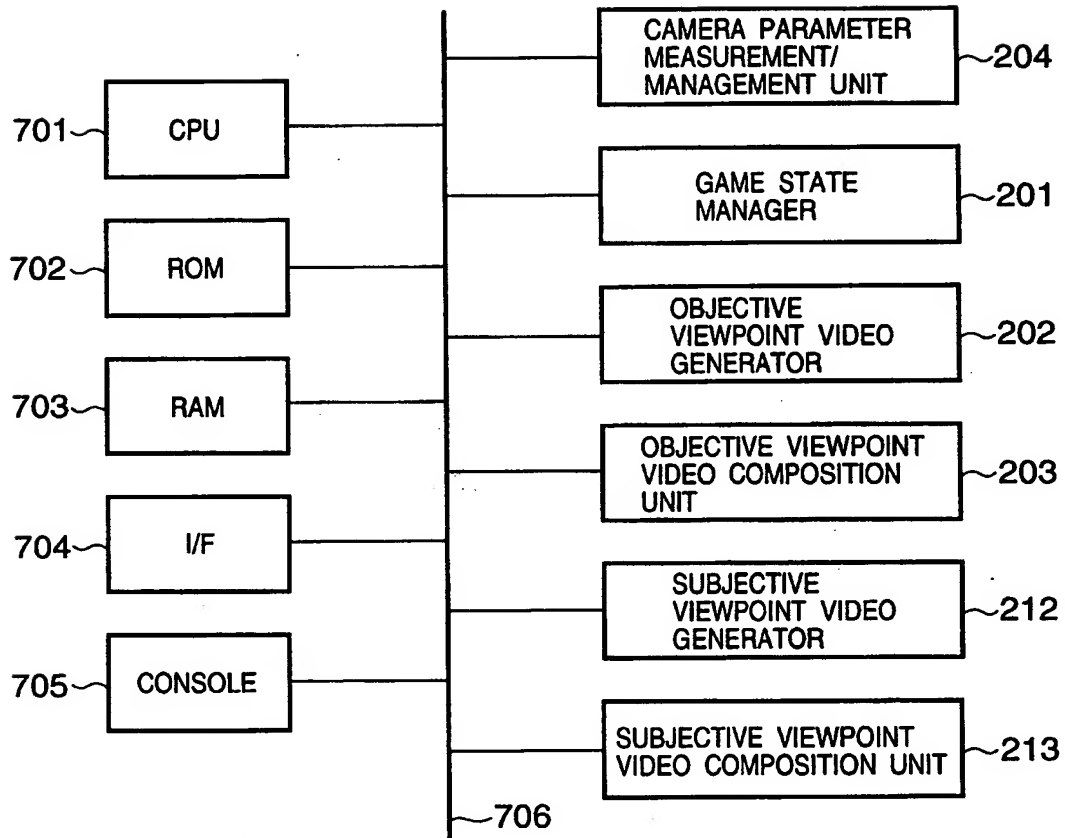 701
CPU
702
ROM
703
RAM
704
I/F
705
CONSOLE
CAMERA PARAMETER
MEASUREMENT/
MANAGEMENT UNIT
204
GAME STATE
MANAGER
201
OBJECTIVE
VIEWPOINT VIDEO
GENERATOR
202
OBJECTIVE VIEWPOINT
VIDEO COMPOSITION
UNIT
203
SUBJECTIVE
VIEWPOINT VIDEO
GENERATOR
212
SUBJECTIVE VIEWPOINT
VIDEO COMPOSITION UNIT
213
706